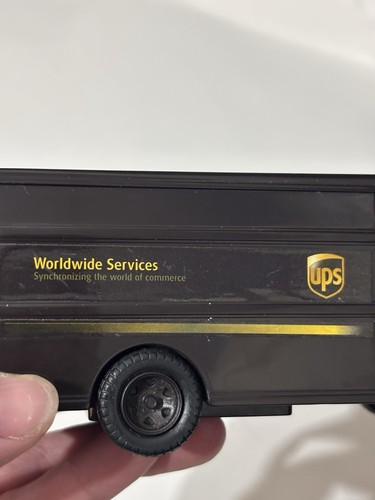 Worldwide Services
Synchronizing the world of commerce
ups